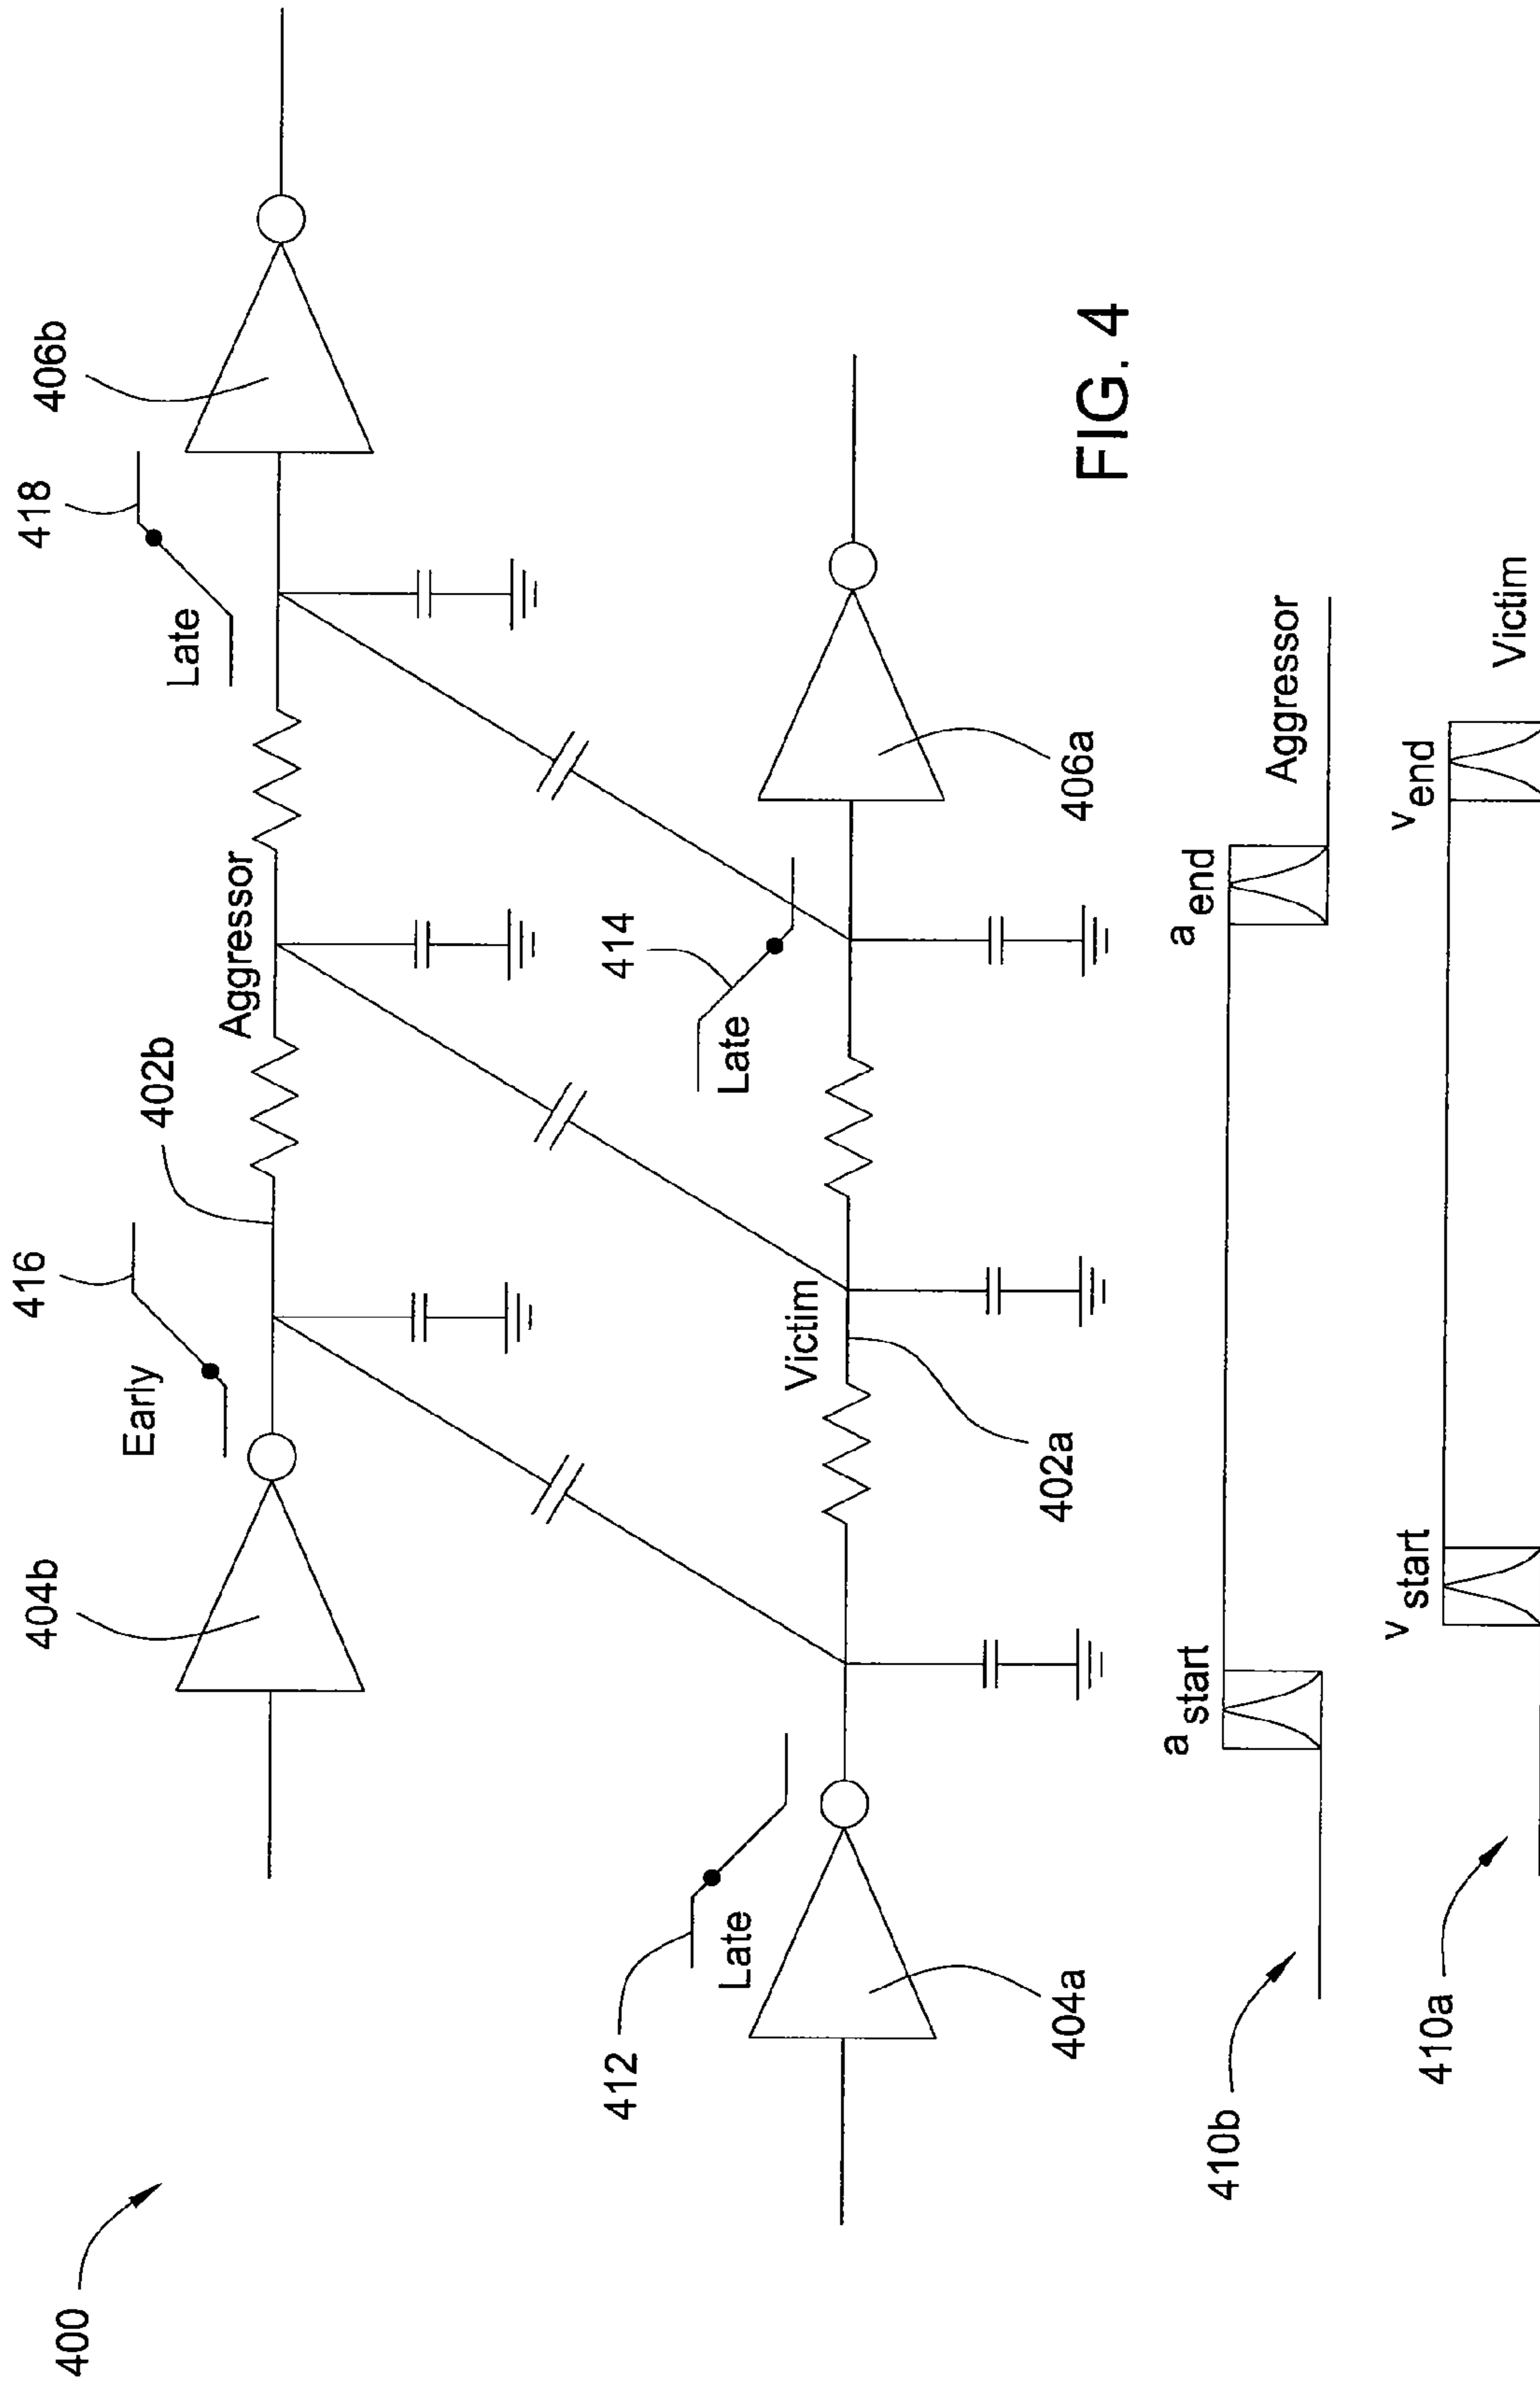 400
404b
Early
416
402b
Aggressor
Late
418
406b
412
Late
404a
Victim
402a
Late
414
406a
FIG. 4
410b
a start
a end
Aggressor
410a
v start
v end
Victim